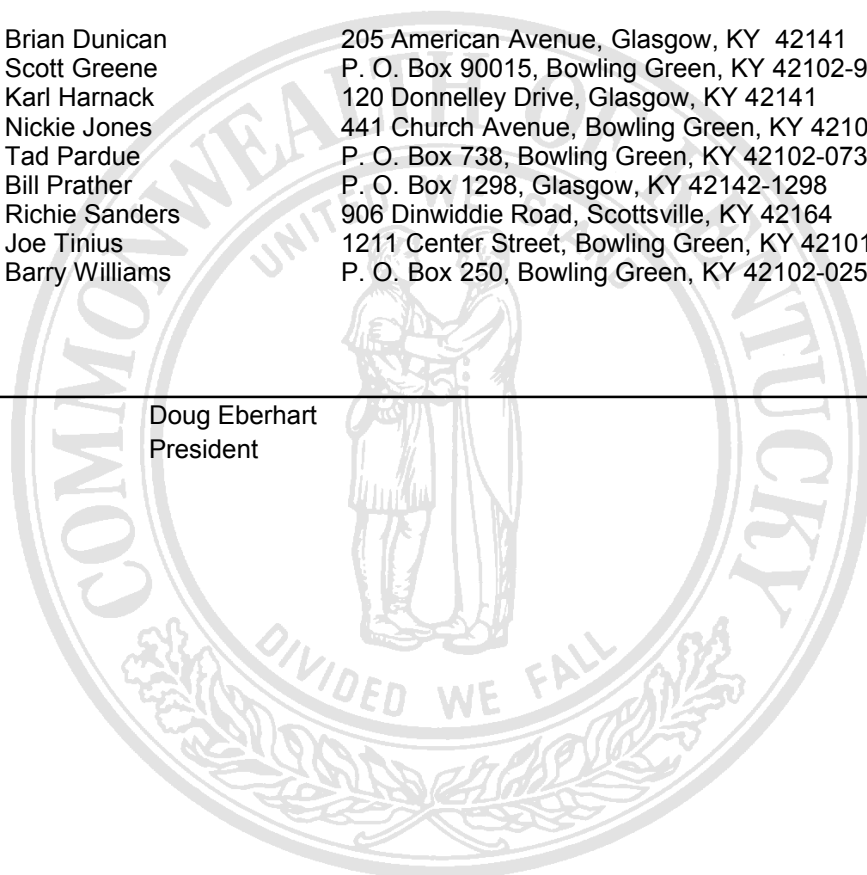 Brian Dunican 205 American Avenue, Glasgow, KY 42141
Scott Greene P. O. Box 90015, Bowling Green, KY 42102-9
Karl Harnack 120 Donnelley Drive, Glasgow, KY 42141
Nickie Jones 441 Church Avenue, Bowling Green, KY 4210
Tad Pardue P. O. Box 738, Bowling Green, KY 42102-073
Bill Prather P. O. Box 1298, Glasgow, KY 42142-1298
Richie Sanders 906 Dinwiddie Road, Scottsville, KY 42164
Joe Tinius 1211 Center Street, Bowling Green, KY 42101
Barry Williams P. O. Box 250, Bowling Green, KY 42102-025
Doug Eberhart
President
COMMONWEALTH OF KENTUCKY
UNITED WE STAND
DIVIDED WE FALL